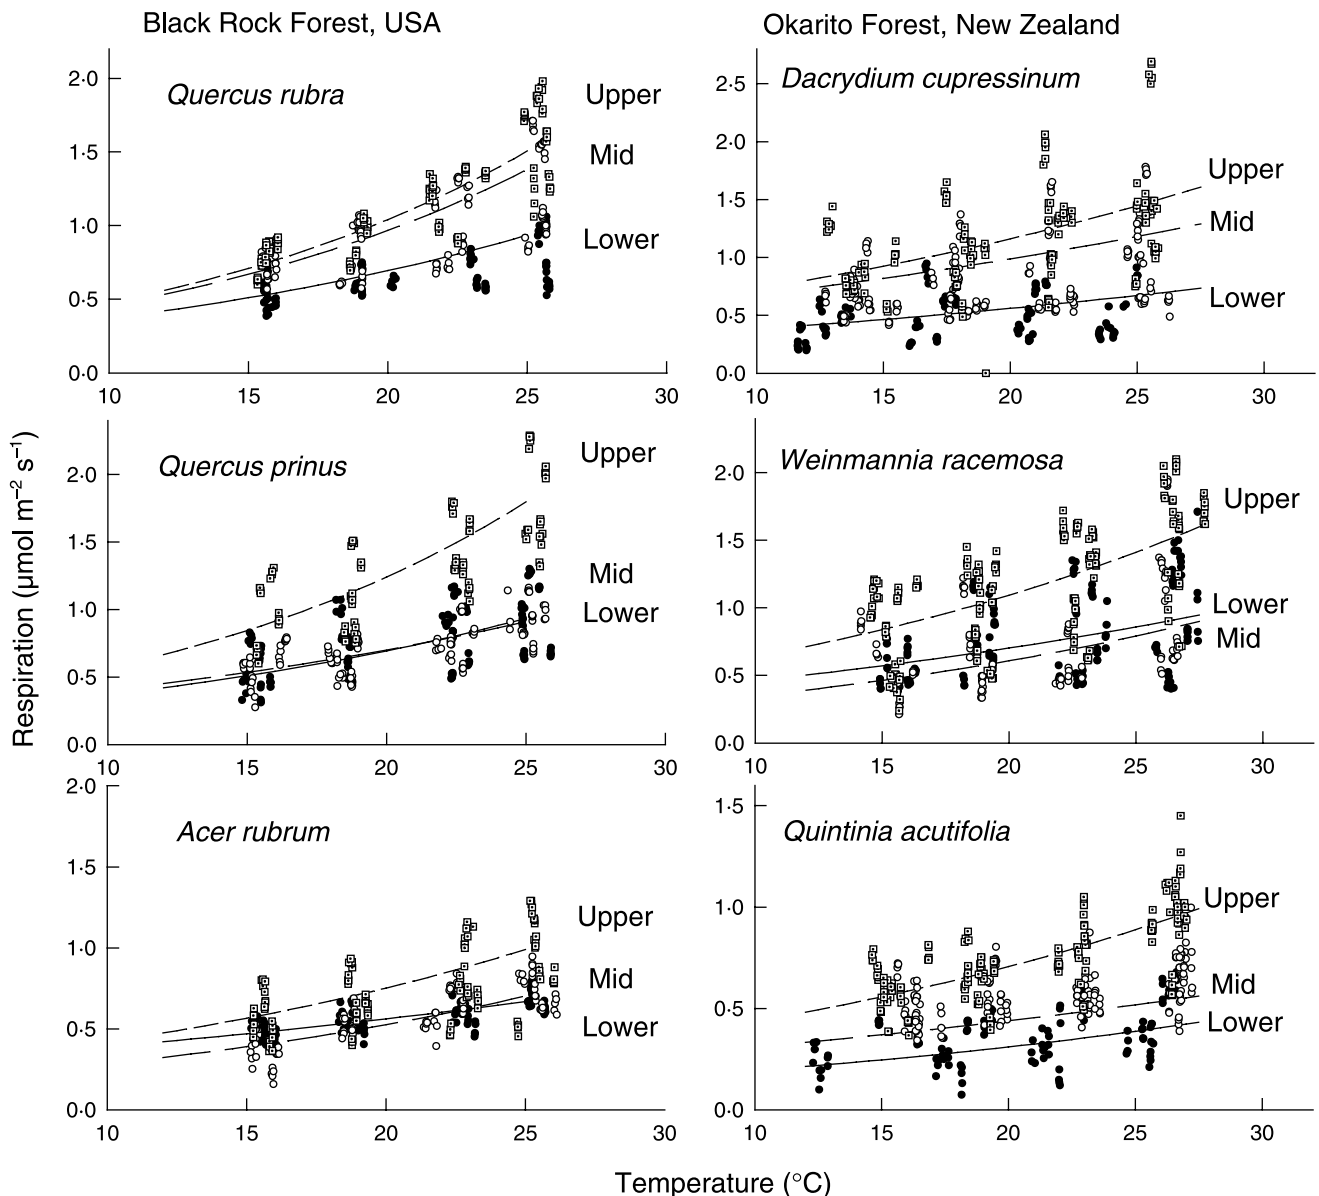 Black Rock Forest, USA
Okarito Forest, New Zealand
Respiration (μmol m⁻² s⁻¹)
Quercus rubra
2·0
1·5
1·0
0·5
0·0
10 15 20 25 30
Upper
Mid
Lower
Dacrydium cupressinum
2·5
2·0
1·5
1·0
0·5
0·0
10 15 20 25 30
Upper
Mid
Lower
Quercus prinus
2·0
1·5
1·0
0·5
0·0
10 15 20 25 30
Upper
Mid
Lower
Weinmannia racemosa
2·0
1·5
1·0
0·5
0·0
10 15 20 25 30
Upper
Lower
Mid
Acer rubrum
2·0
1·5
1·0
0·5
0·0
10 15 20 25 30
Upper
Mid
Lower
Quintinia acutifolia
1·5
1·0
0·5
0·0
10 15 20 25 30
Upper
Mid
Lower
Temperature (°C)